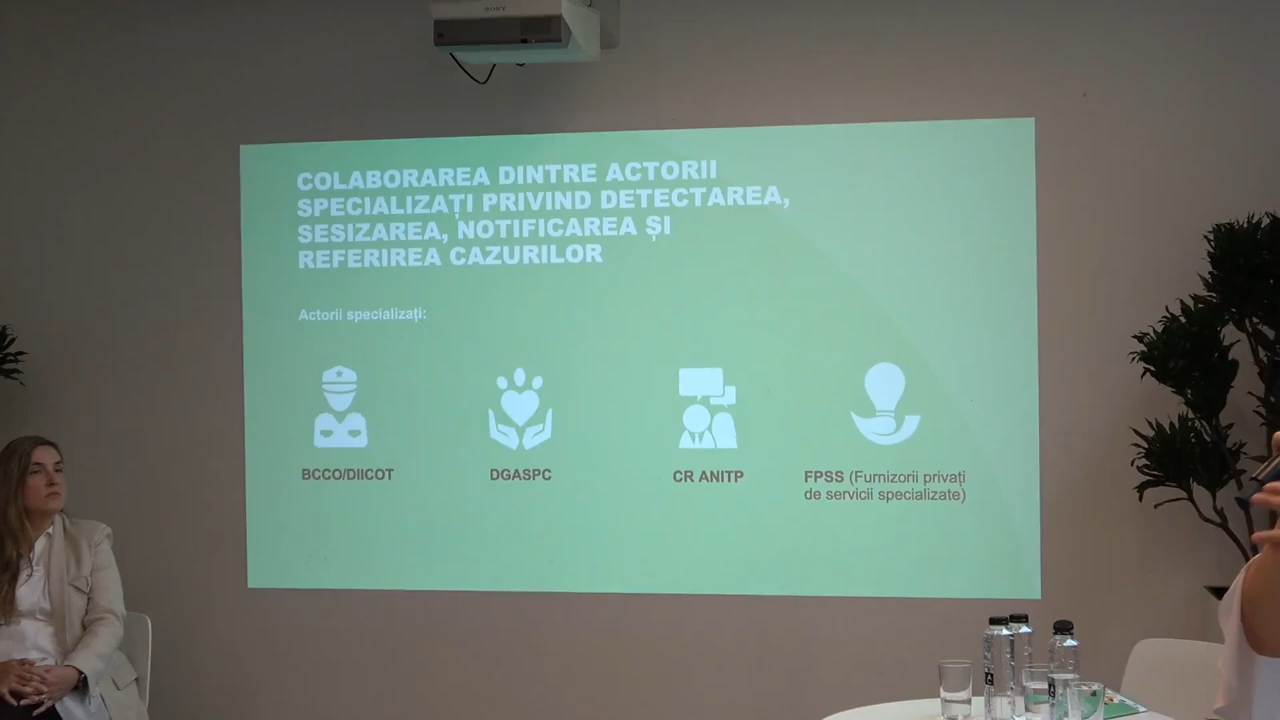 SONY
COLABORAREA DINTRE ACTORII
SPECIALIZAȚI PRIVIND DETECTAREA,
SESIZAREA, NOTIFICAREA ȘI
REFERIREA CAZURILOR
Actorii specializați:
BCCO/DIICOT
DGASPC
CR ANITP
FPSS (Furnizorii privați
de servicii specializate)